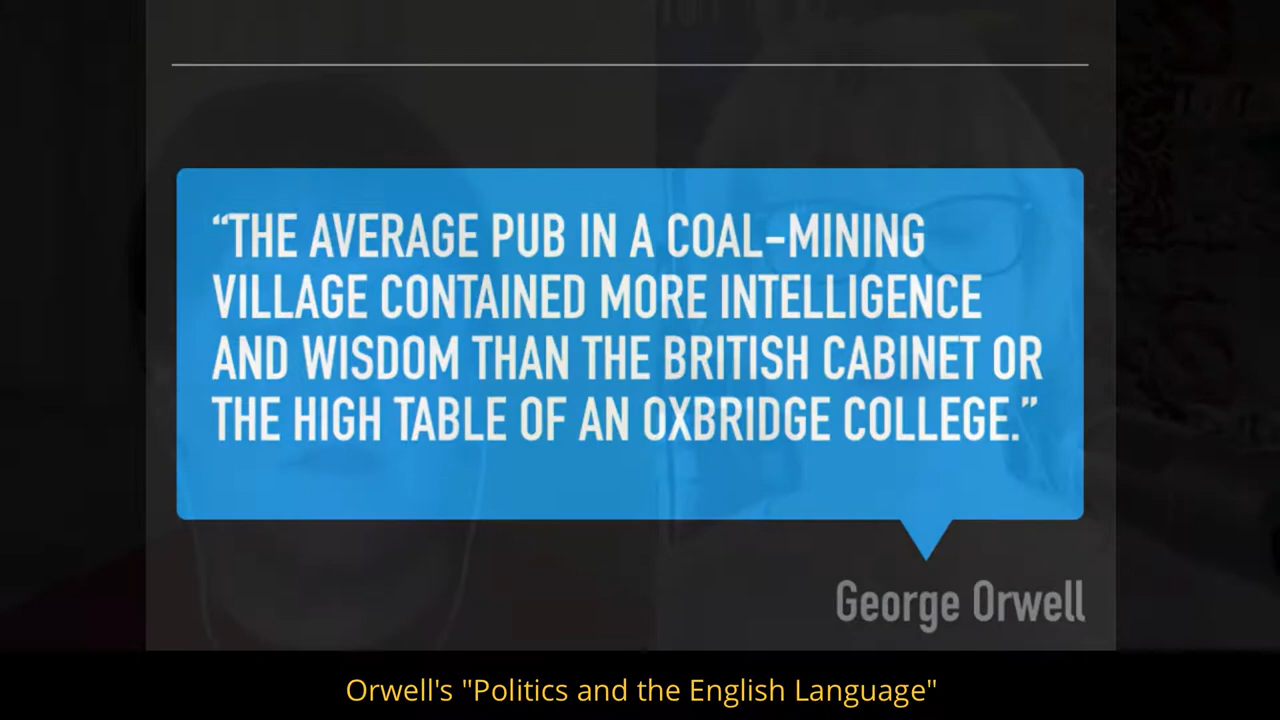 “THE AVERAGE PUB IN A COAL-MINING
VILLAGE CONTAINED MORE INTELLIGENCE
AND WISDOM THAN THE BRITISH CABINET OR
THE HIGH TABLE OF AN OXBRIDGE COLLEGE.”
George Orwell
Orwell's "Politics and the English Language"